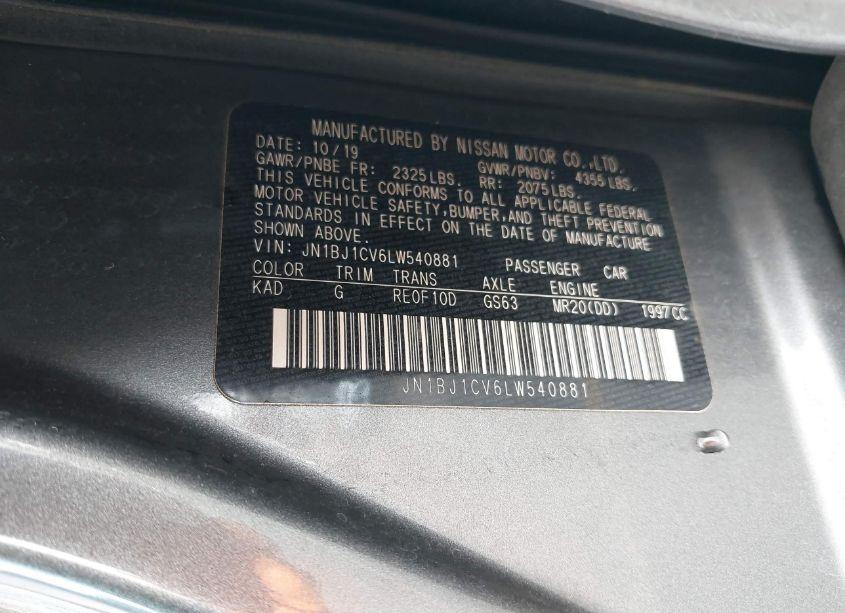 MANUFACTURED BY NISSAN MOTOR CO.,LTD.
DATE: 10/19 GVWR/PNBV: 4355 LBS.
GAWR/PNBE FR: 2325 LBS. RR: 2075 LBS.
THIS VEHICLE CONFORMS TO ALL APPLICABLE FEDERAL
MOTOR VEHICLE SAFETY, BUMPER, AND THEFT PREVENTION
STANDARDS IN EFFECT ON THE DATE OF MANUFACTURE
SHOWN ABOVE.
VIN: JN1BJ1CV6LW540881 PASSENGER CAR
COLOR TRIM TRANS AXLE ENGINE
KAD G RE0F10D GS63 MR20(DD) 1997CC
JN1BJ1CV6LW540881